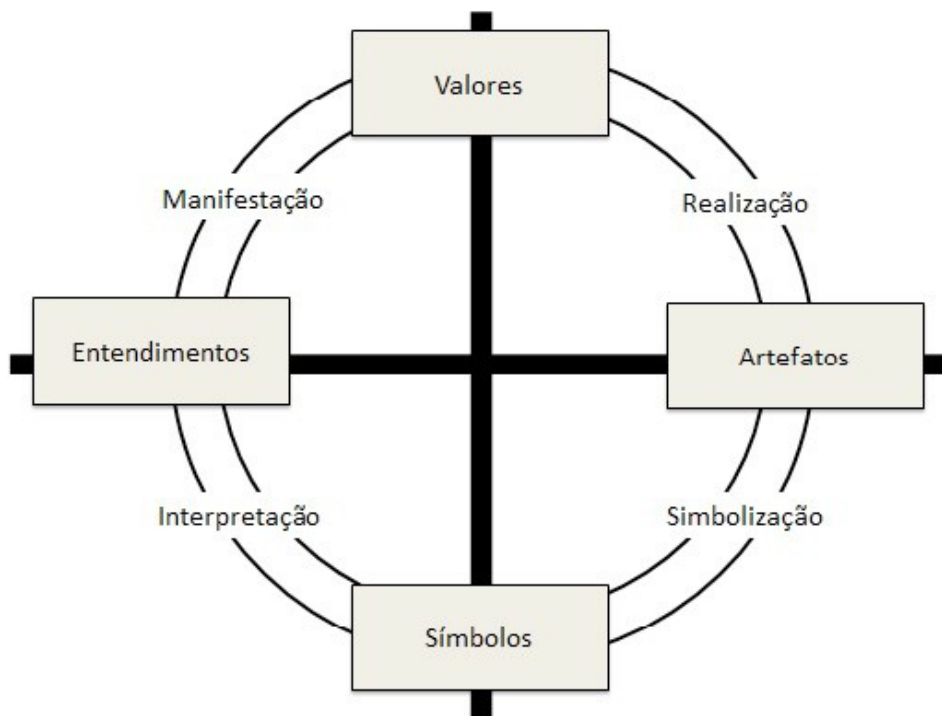 Valores
Manifestação
Realização
Entendimentos
Artefatos
Interpretação
Simbolização
Símbolos